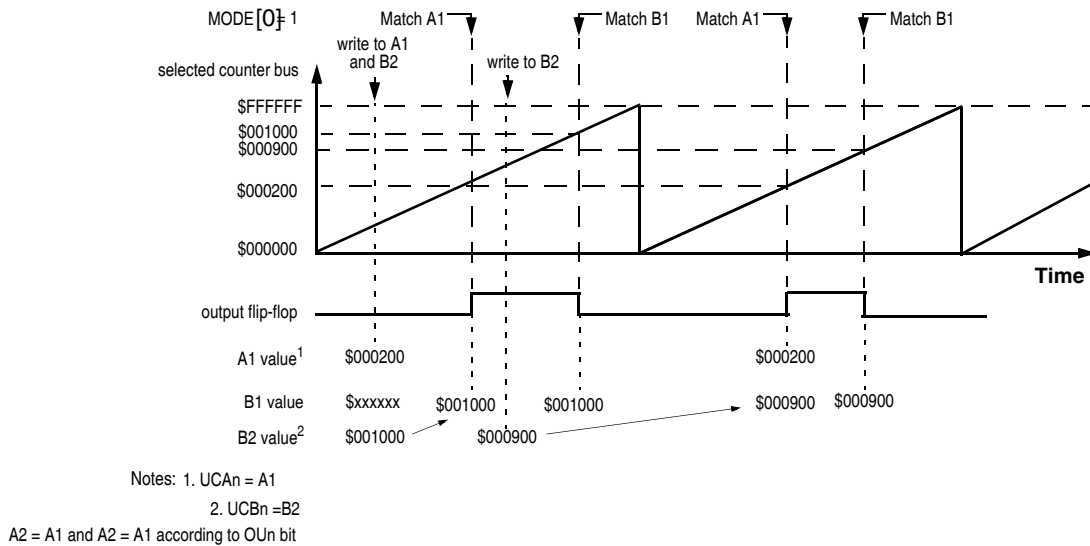 MODE[0]= 1
Match A1
Match B1
Match A1
Match B1
write to A1
and B2
write to B2
selected counter bus
$FFFFFF
$001000
$000900
$000200
$000000
Time
output flip-flop
A1 value1 $000200 $000200
B1 value $xxxxxx $001000 $001000 $000900 $000900
B2 value2 $001000 $000900
Notes: 1. UCAn = A1
2. UCBn =B2
A2 = A1 and A2 = A1 according to OUn bit